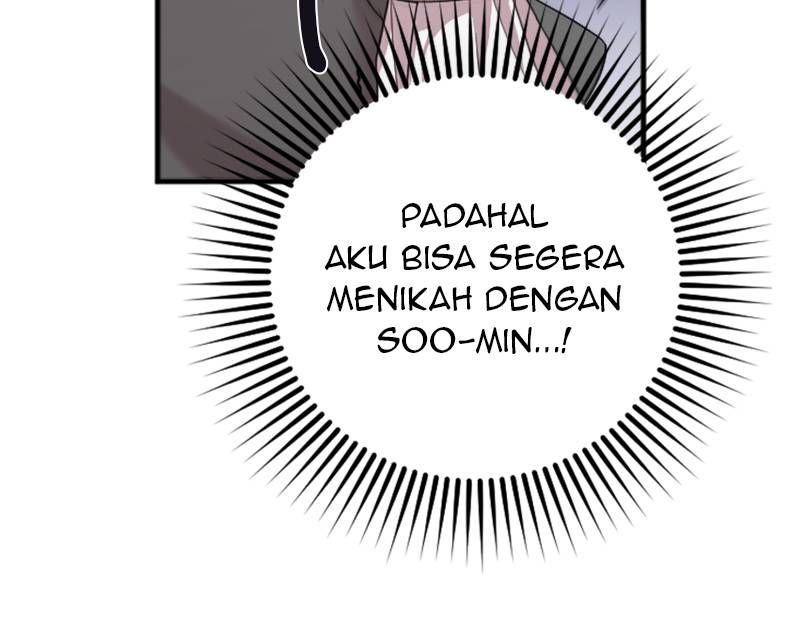 PADAHAL
AKU BISA SEGERA
MENIKAH DENGAN
SOO-MIN...!